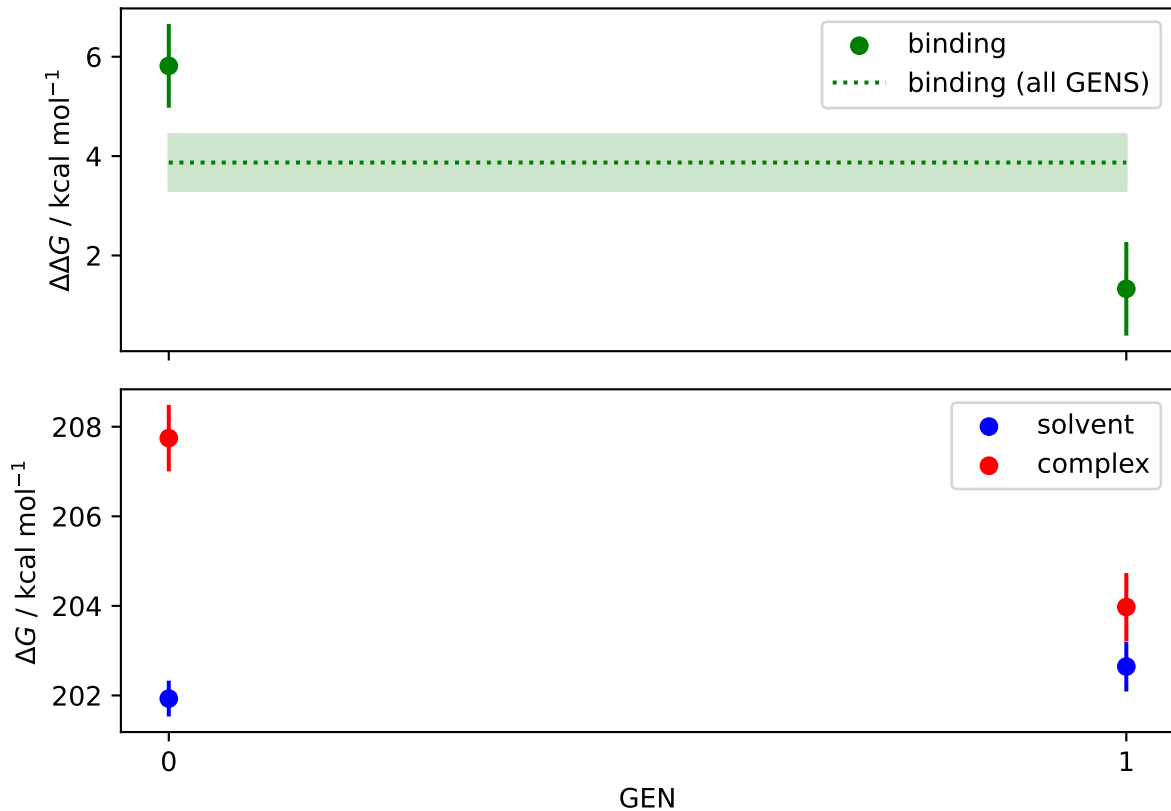 6
4
2
ΔΔG / kcal mol⁻¹
binding
binding (all GENS)
208
206
204
202
ΔG / kcal mol⁻¹
solvent
complex
0
1
GEN